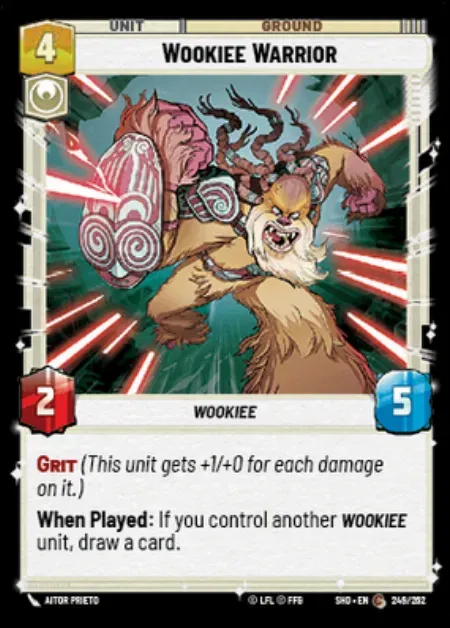 UNIT GROUND
4 WOOKIEE WARRIOR
2 WOOKIEE 5
GRIT (This unit gets +1/+0 for each damage
on it.)
When Played: If you control another WOOKIEE
unit, draw a card.
AITOR PRIETO © LFL © FFG SHD • EN 249/262